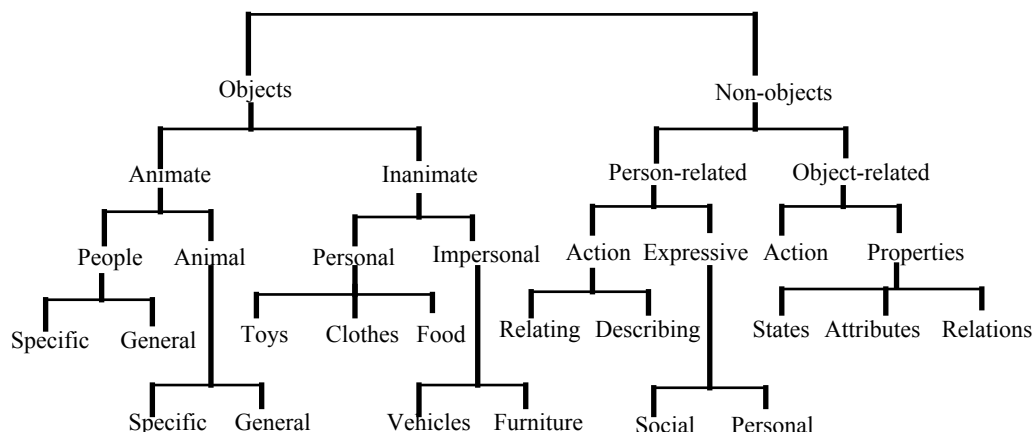 Objects Non-objects
Animate Inanimate Person-related Object-related
People Animal Personal Impersonal Action Expressive Action Properties
Specific General Toys Clothes Food Relating Describing States Attributes Relations
Specific General Vehicles Furniture Social Personal